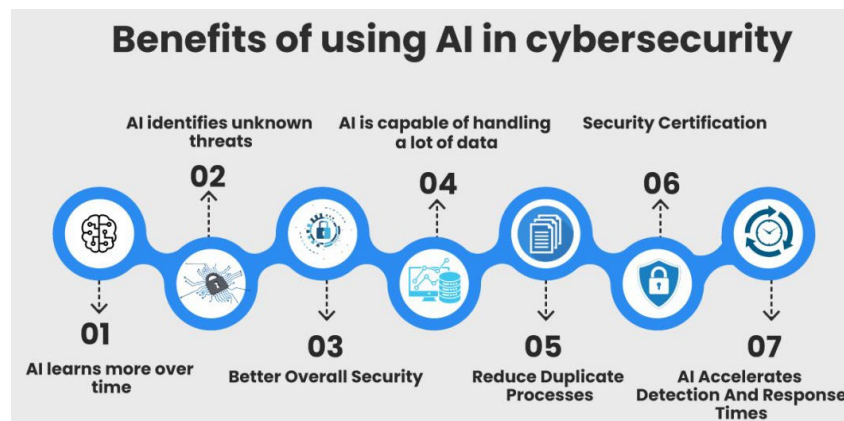 Benefits of using AI in cybersecurity
01
AI learns more over
time
AI identifies unknown
threats
02
03
Better Overall Security
AI is capable of handling
a lot of data
04
05
Reduce Duplicate
Processes
Security Certification
06
07
AI Accelerates
Detection And Response
Times